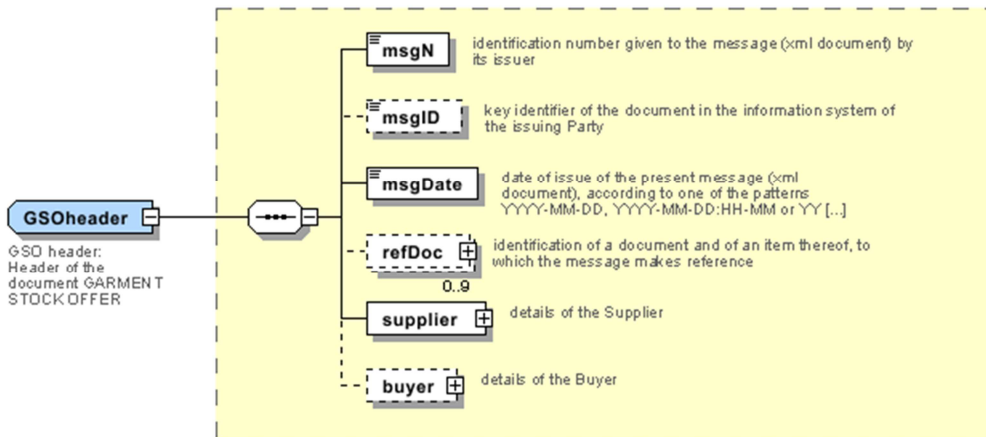 msgN
identification number given to the message (xml document) by
its issuer
msgID
key identifier of the document in the information system of
the issuing Party
msgDate
date of issue of the present message (xml
document), according to one of the patterns
YYYY-MM-DD, YYYY-MM-DD:HH-MM or YY [...]
GSOheader
GSO header:
Header of the
document GARMENT
STOCK OFFER
refDoc
identification of a document and of an item thereof, to
which the message makes reference
0..9
supplier
details of the Supplier
buyer
details of the Buyer